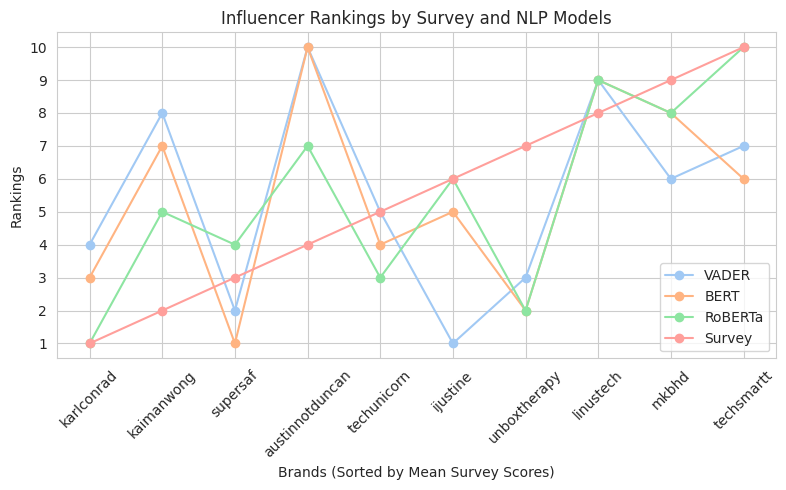 Influencer Rankings by Survey and NLP Models
Rankings
10
9
8
7
6
5
4
3
2
1
VADER
BERT
RoBERTa
Survey
karlconrad
kaimanwong
supersaf
austinnotduncan
techunicorn
ijustine
unboxtherapy
linustech
mkbhd
techsmartt
Brands (Sorted by Mean Survey Scores)